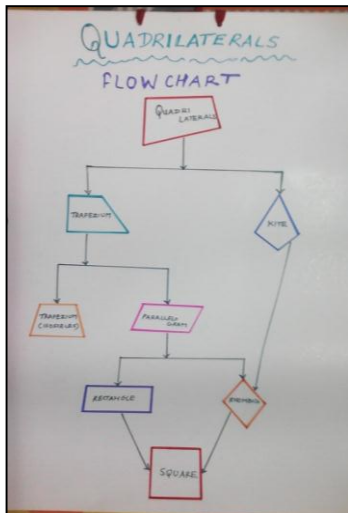 QUADRILATERALS
FLOW CHART
QUADRI
LATERALS
TRAPEZIUM
KITE
TRAPEZIUM
PARALLELO
GRAM
RECTANGLE
RHOMBUS
SQUARE